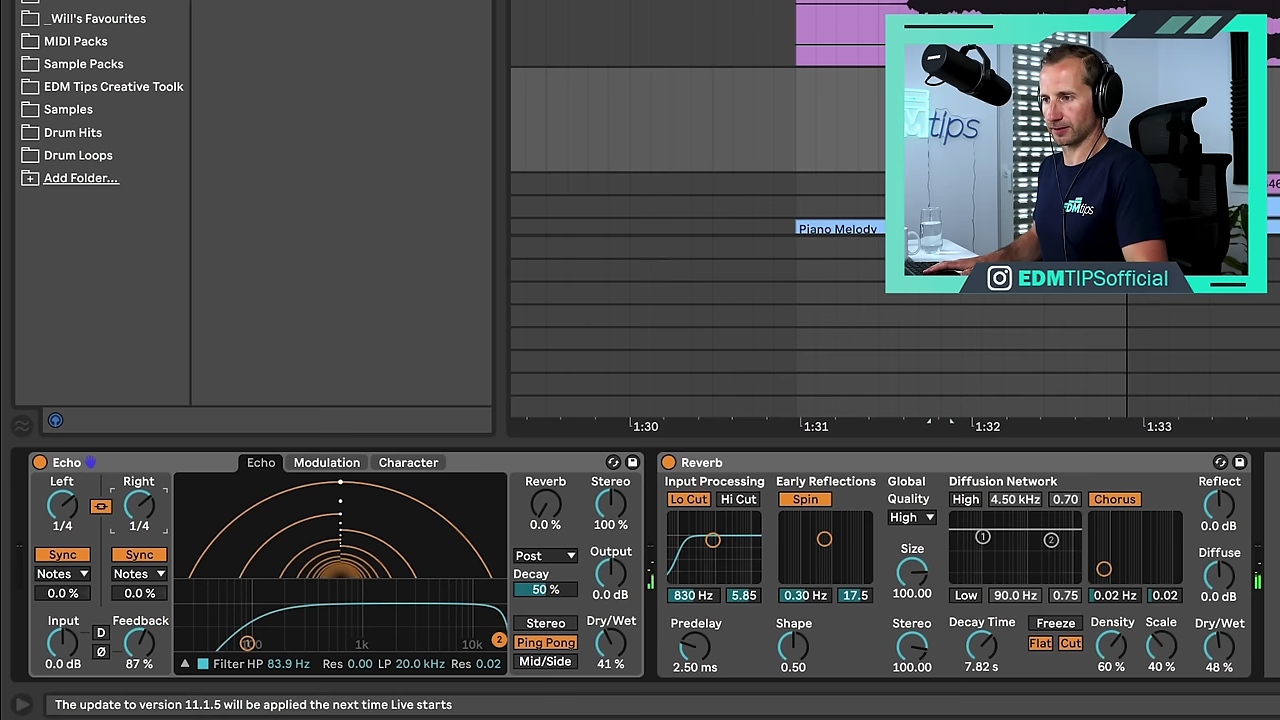 _Will's Favourites
MIDI Packs
Sample Packs
EDM Tips Creative Toolk
Samples
Drum Hits
Drum Loops
Add Folder...
Piano Melody
tips
EDMtips
EDMTIPSofficial
1:30 1:31 1:32 1:33
Echo
Echo Modulation Character
Left Right
1/4 1/4
Sync Sync
Notes Notes
0.0 % 0.0 %
Input D Feedback
Ø
0.0 dB 87 %
100 1k 10k 2
Filter HP 83.9 Hz Res 0.00 LP 20.0 kHz Res 0.02
Reverb Stereo
0.0 % 100 %
Post Output
Decay
50 % 0.0 dB
Stereo Dry/Wet
Ping Pong
Mid/Side 41 %
Reverb
Input Processing
Lo Cut Hi Cut
830 Hz 5.85
Predelay
2.50 ms
Early Reflections
Spin
0.30 Hz 17.5
Shape
0.50
Global
Quality
High
Size
100.00
Stereo
100.00
Diffusion Network
High 4.50 kHz 0.70 Chorus
1 2
Low 90.0 Hz 0.75 0.02 Hz 0.02
Decay Time Freeze Density Scale
Flat Cut
7.82 s 60 % 40 %
Reflect
0.0 dB
Diffuse
0.0 dB
Dry/Wet
48 %
The update to version 11.1.5 will be applied the next time Live starts